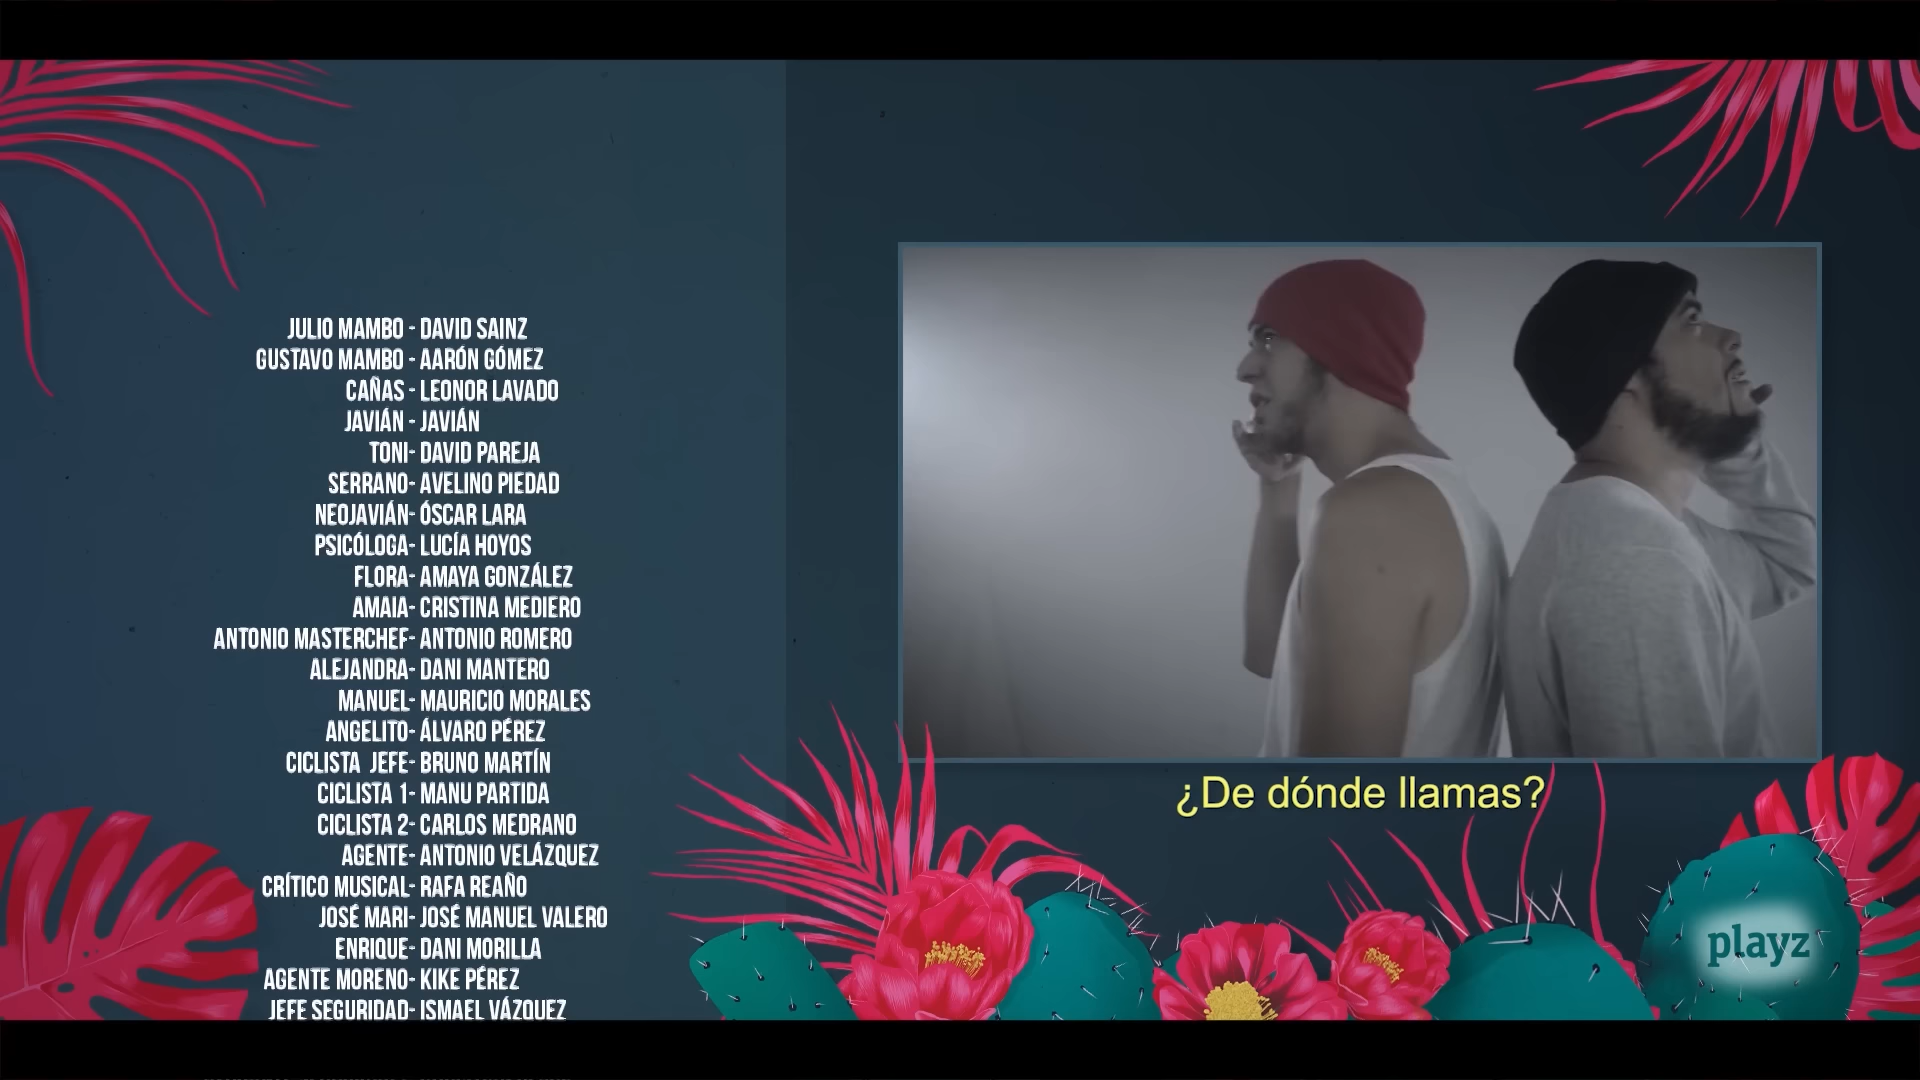 JULIO MAMBO - DAVID SAINZ
GUSTAVO MAMBO - AARÓN GÓMEZ
CAÑAS - LEONOR LAVADO
JAVIÁN - JAVIÁN
TONI- DAVID PAREJA
SERRANO- AVELINO PIEDAD
NEOJAVIÁN- ÓSCAR LARA
PSICÓLOGA- LUCÍA HOYOS
FLORA- AMAYA GONZÁLEZ
AMAIA- CRISTINA MEDIERO
ANTONIO MASTERCHEF- ANTONIO ROMERO
ALEJANDRA- DANI MANTERO
MANUEL- MAURICIO MORALES
ANGELITO- ÁLVARO PÉREZ
CICLISTA JEFE- BRUNO MARTÍN
CICLISTA 1- MANU PARTIDA
CICLISTA 2- CARLOS MEDRANO
AGENTE- ANTONIO VELÁZQUEZ
CRÍTICO MUSICAL- RAFA REAÑO
JOSÉ MARI- JOSÉ MANUEL VALERO
ENRIQUE- DANI MORILLA
AGENTE MORENO- KIKE PÉREZ
JEFE SEGURIDAD- ISMAEL VÁZQUEZ
¿De dónde llamas?
playz